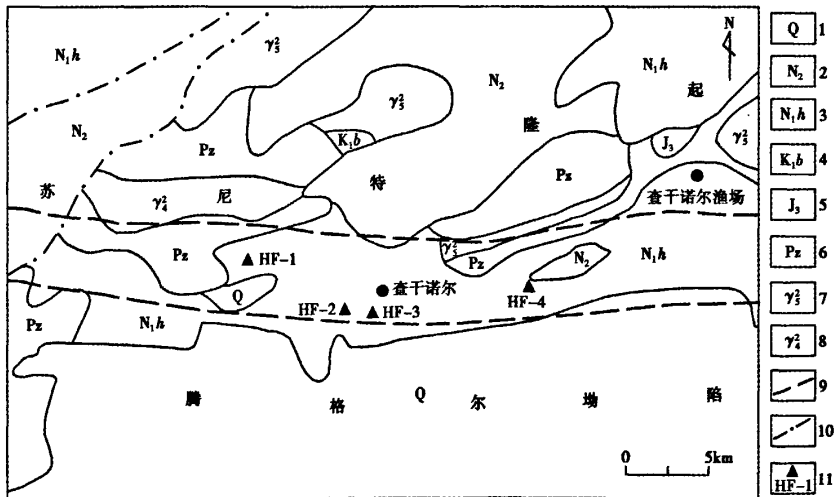 N
N₁h
γ₅²
N₂
N₁h
起
γ₅²
N₂
隆
K₁b
J₃
γ₅²
Pz
Pz
苏
γ₄²
尼
特
查干诺尔渔场
Pz
HF-1
γ₅²
Pz
N₂
N₁h
Q
查干诺尔
HF-4
HF-2
HF-3
Pz
N₁h
腾
格
Q
尔
坳
陷
0
5km
Q 1
N₂ 2
N₁h 3
K₁b 4
J₃ 5
Pz 6
γ₅² 7
γ₄² 8
9
10
HF-1 11